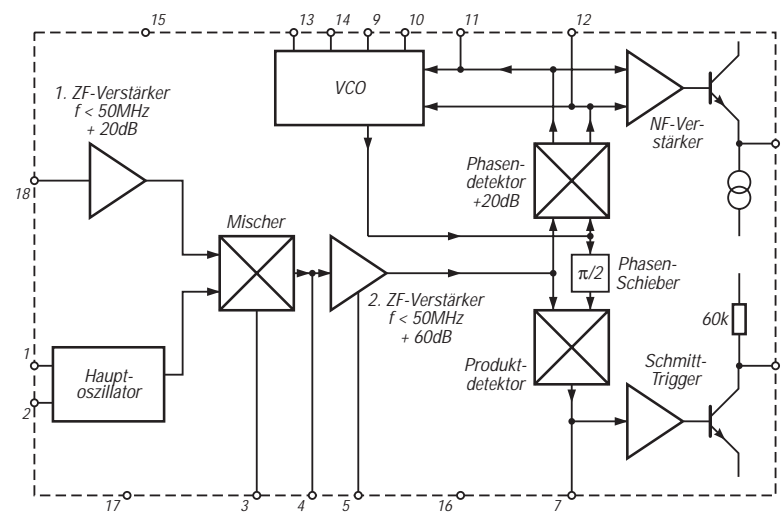 15
13
14
9
10
11
12
VCO
1. ZF-Verstärker
f < 50MHz
+ 20dB
NF-Ver-
stärker
Phasen-
detektor
+20dB
18
Mischer
π/2
Phasen-
Schieber
2. ZF-Verstärker
f < 50MHz
+ 60dB
60k
1
2
Haupt-
oszillator
Produkt-
detektor
Schmitt-
Trigger
17
3
4
5
16
7